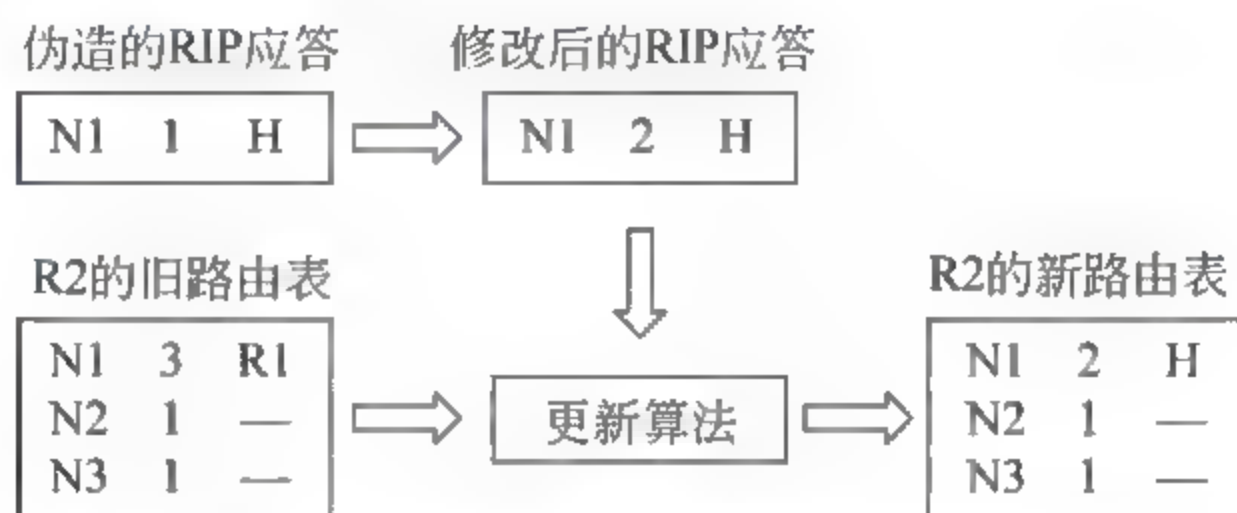 伪造的RIP应答
修改后的RIP应答
N1 1 H
N1 2 H
R2的旧路由表
N1 3 R1
N2 1 —
N3 1 —
更新算法
R2的新路由表
N1 2 H
N2 1 —
N3 1 —